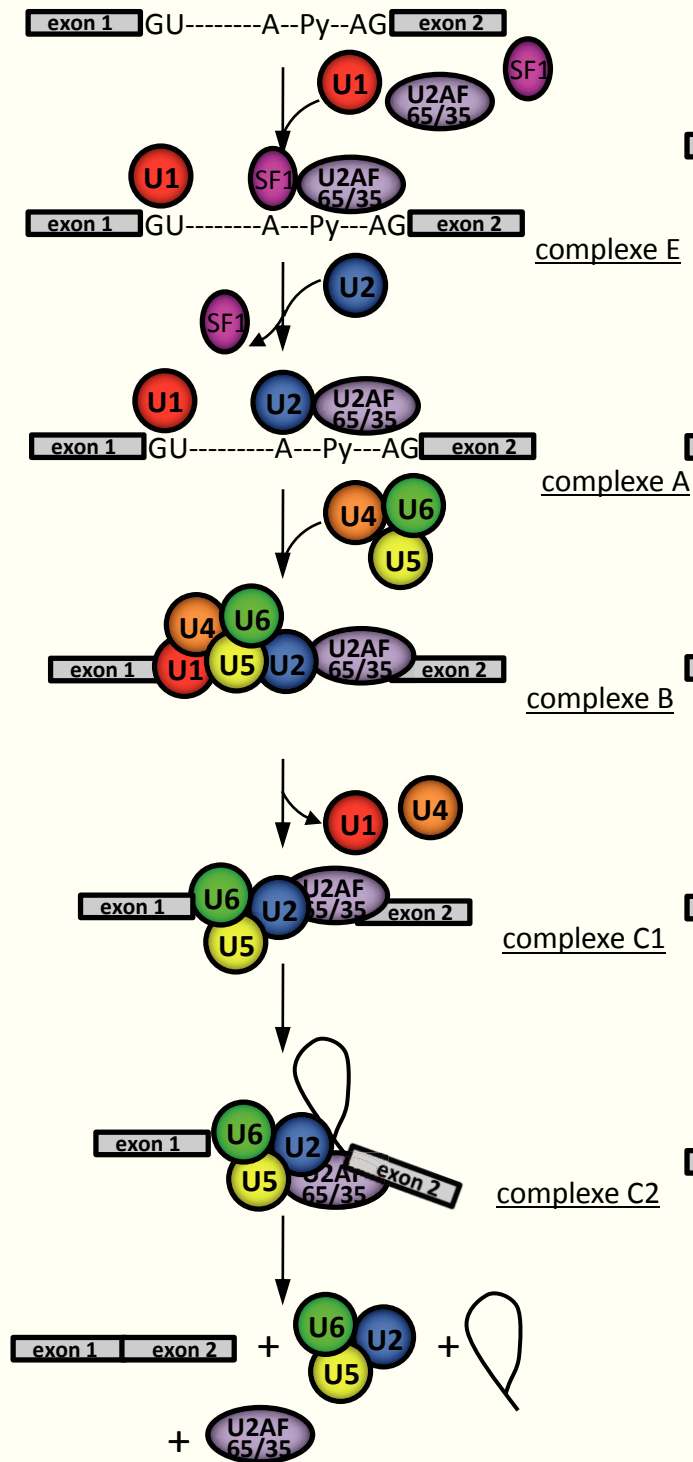 exon 1 GU--------A--Py--AG exon 2
U1 U2AF SF1
65/35
U1 SF1 U2AF
65/35
exon 1 GU--------A---Py---AG exon 2
complexe E
U2
SF1
U1 U2 U2AF
65/35
exon 1 GU---------A---Py---AG exon 2
complexe A
U4 U6
U5
U4 U6
exon 1 U1 U5 U2 U2AF exon 2
65/35
complexe B
U1 U4
exon 1 U6 U2 U2AF exon 2
65/35
U5
complexe C1
exon 1 U6 U2
U5 U2AF exon 2
65/35
complexe C2
exon 1 exon 2 + U6 U2 +
U5
+ U2AF
65/35